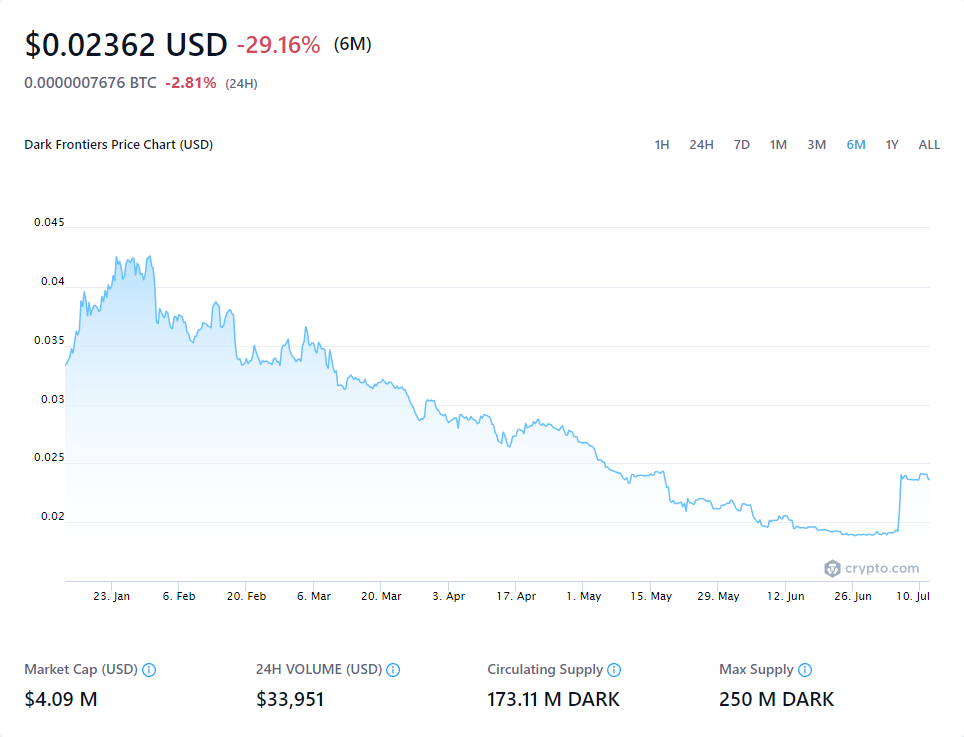 $0.02362 USD -29.16% (6M)
0.0000007676 BTC -2.81% (24H)
Dark Frontiers Price Chart (USD)
1H 24H 7D 1M 3M 6M 1Y ALL
0.045
0.04
0.035
0.03
0.025
0.02
crypto.com
23. Jan 6. Feb 20. Feb 6. Mar 20. Mar 3. Apr 17. Apr 1. May 15. May 29. May 12. Jun 26. Jun 10. Jul
Market Cap (USD) 24H VOLUME (USD) Circulating Supply Max Supply
$4.09 M $33,951 173.11 M DARK 250 M DARK